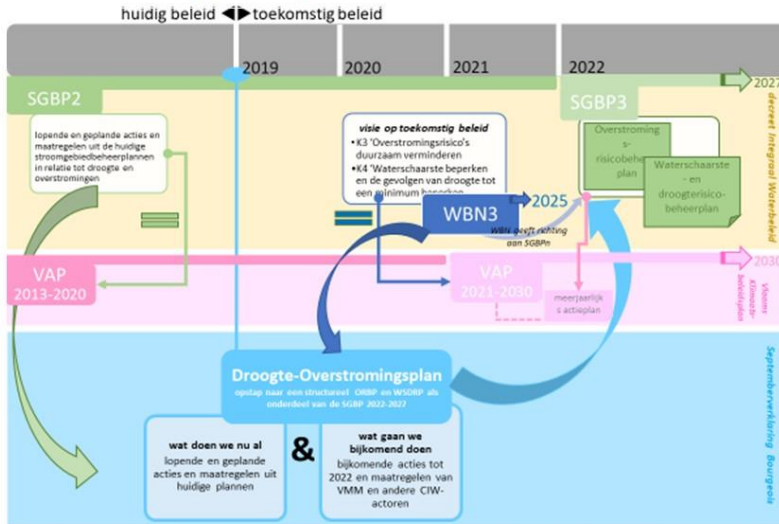 huidig beleid
toekomstig beleid
2019
2020
2021
2022
SGBP2
SGBP3
2027
decreet Integraal Waterbeleid
lopende en geplande acties en
maatregelen uit de huidige
stroomgebiedbeheerplannen
in relatie tot droogte en
overstromingen
visie op toekomstig beleid
•K3 'Overstromingsrisico's
duurzaam verminderen
•K4 'Waterschaarste beperken
en de gevolgen van droogte tot
een minimum beperken
Overstroming
s-
risicobeheer
plan
Waterschaarste
- en
droogterisico-
beheerplan
WBN3
2025
WBN geeft richting
aan SGBPn
VAP
2013-2020
VAP
2021-2030
meerjaarlijk
s actieplan
2030
Vlaams
Klimaats-
beleidsplan
Droogte-Overstromingsplan
opstap naar een structureel ORBP en WSDRP als
onderdeel van de SGBP 2022-2027
wat doen we nu al
lopende en geplande
acties en maatregelen uit
huidige plannen
&
wat gaan we
bijkomend doen
bijkomende acties tot
2022 en maatregelen van
VMM en andere CIW-
actoren
Septemberverklaring Bourgeois